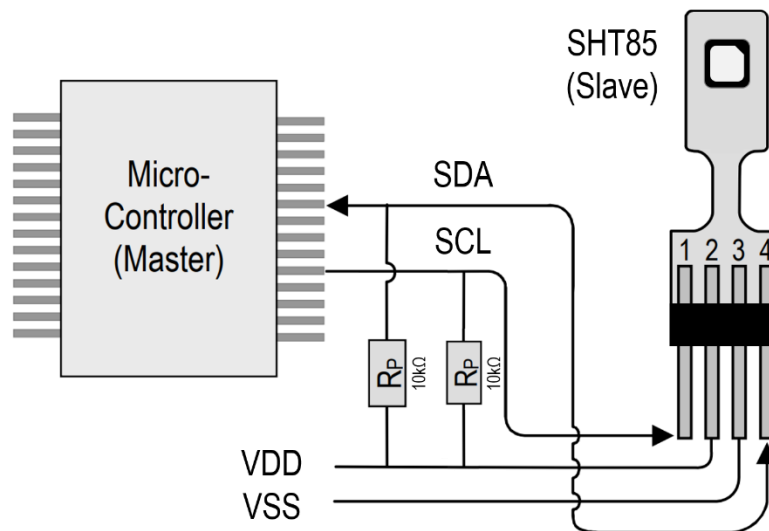 SHT85
(Slave)
Micro-
Controller
(Master)
SDA
SCL
1 2 3 4
RP 10kΩ
RP 10kΩ
VDD
VSS